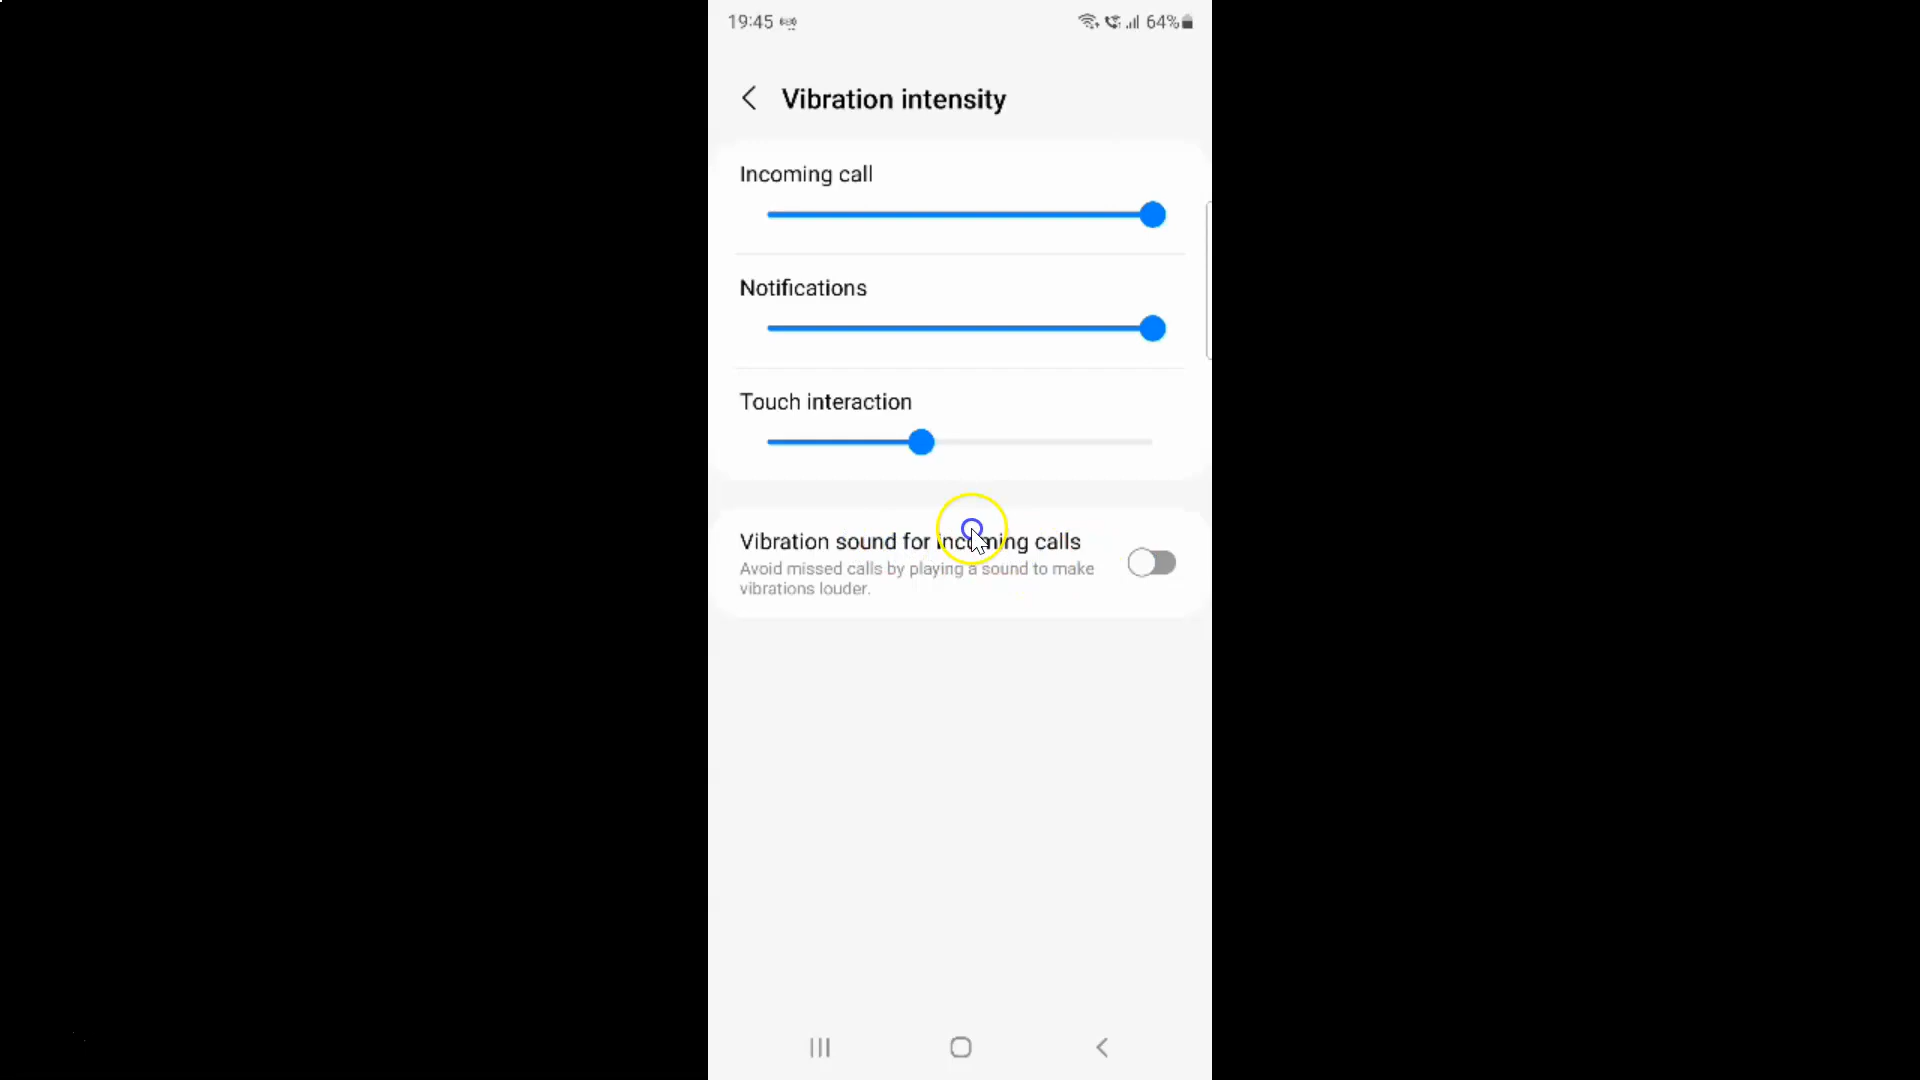 19:45 64%
Vibration intensity
Incoming call
Notifications
Touch interaction
Vibration sound for incoming calls
Avoid missed calls by playing a sound to make
vibrations louder.